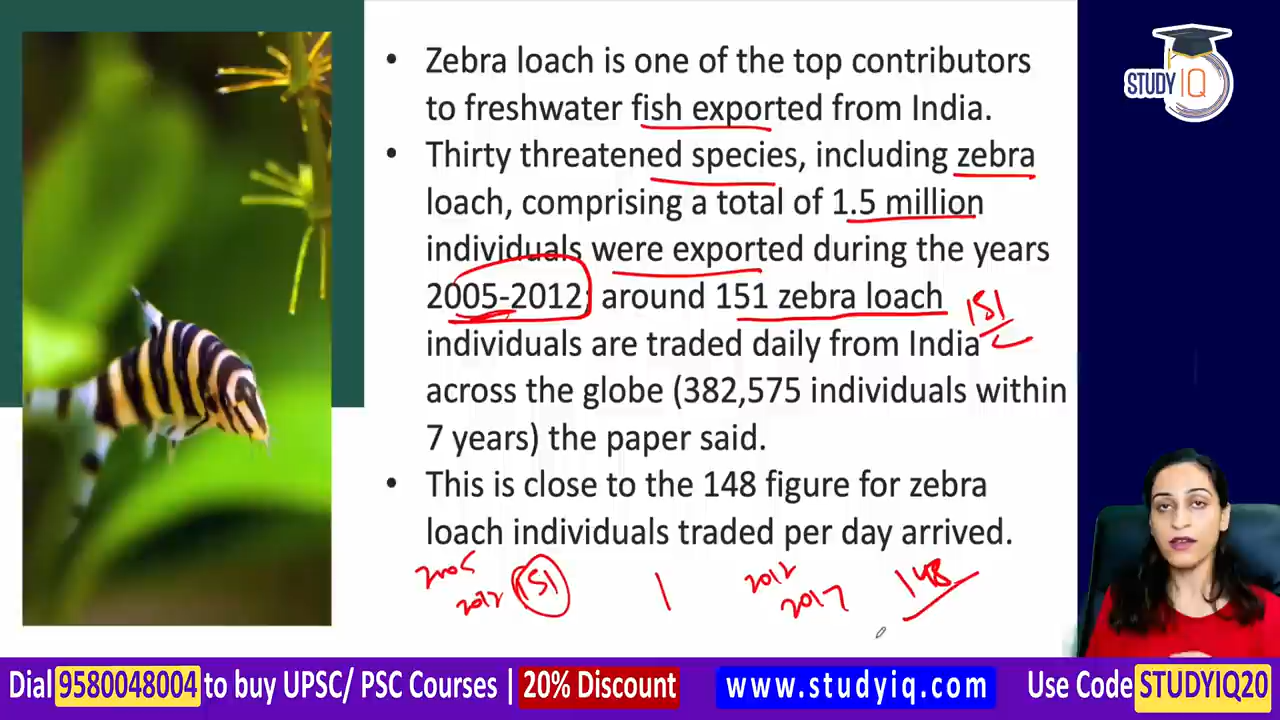 STUDY IQ
• Zebra loach is one of the top contributors
to freshwater fish exported from India.
• Thirty threatened species, including zebra
loach, comprising a total of 1.5 million
individuals were exported during the years
2005-2012; around 151 zebra loach
151
individuals are traded daily from India
across the globe (382,575 individuals within
7 years) the paper said.
• This is close to the 148 figure for zebra
loach individuals traded per day arrived.
2005
2012 151 | 2012
2017 148
Dial 9580048004 to buy UPSC/ PSC Courses | 20% Discount www.studyiq.com Use Code STUDYIQ20